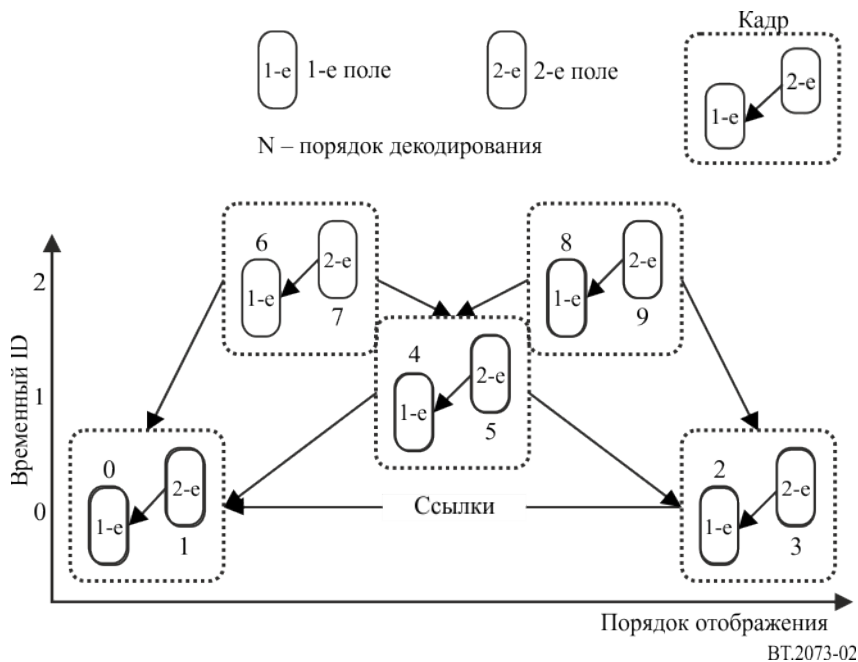 Кадр
1-е 1-е поле
2-е 2-е поле
1-е
2-е
N – порядок декодирования
Временный ID
2
1
0
6
1-е
2-е
7
8
1-е
2-е
9
4
1-е
2-е
5
0
1-е
2-е
1
Ссылки
2
1-е
2-е
3
Порядок отображения
BT.2073-02